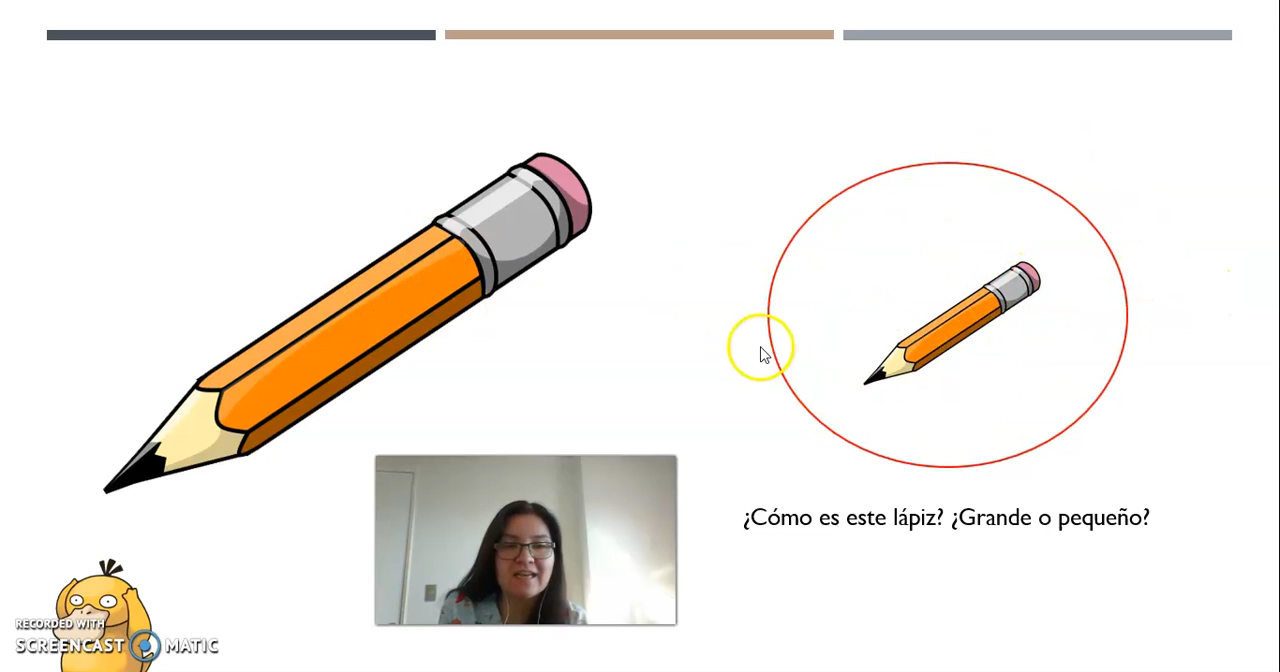 ¿Cómo es este lápiz? ¿Grande o pequeño?
RECORDED WITH
SCREENCAST MATIC